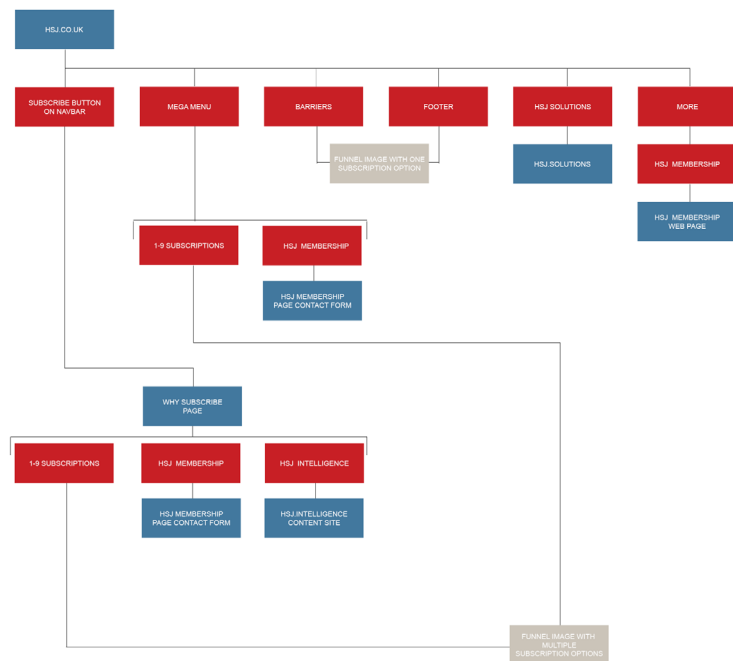 HSJ.CO.UK
SUBSCRIBE BUTTON
ON NAVBAR
MEGA MENU
BARRIERS
FOOTER
HSJ SOLUTIONS
MORE
FUNNEL IMAGE WITH ONE
SUBSCRIPTION OPTION
HSJ.SOLUTIONS
HSJ MEMBERSHIP
HSJ MEMBERSHIP
WEB PAGE
1-9 SUBSCRIPTIONS
HSJ MEMBERSHIP
HSJ MEMBERSHIP
PAGE CONTACT FORM
WHY SUBSCRIBE
PAGE
1-9 SUBSCRIPTIONS
HSJ MEMBERSHIP
HSJ INTELLIGENCE
HSJ MEMBERSHIP
PAGE CONTACT FORM
HSJ.INTELLIGENCE
CONTENT SITE
FUNNEL IMAGE WITH
MULTIPLE
SUBSCRIPTION OPTIONS